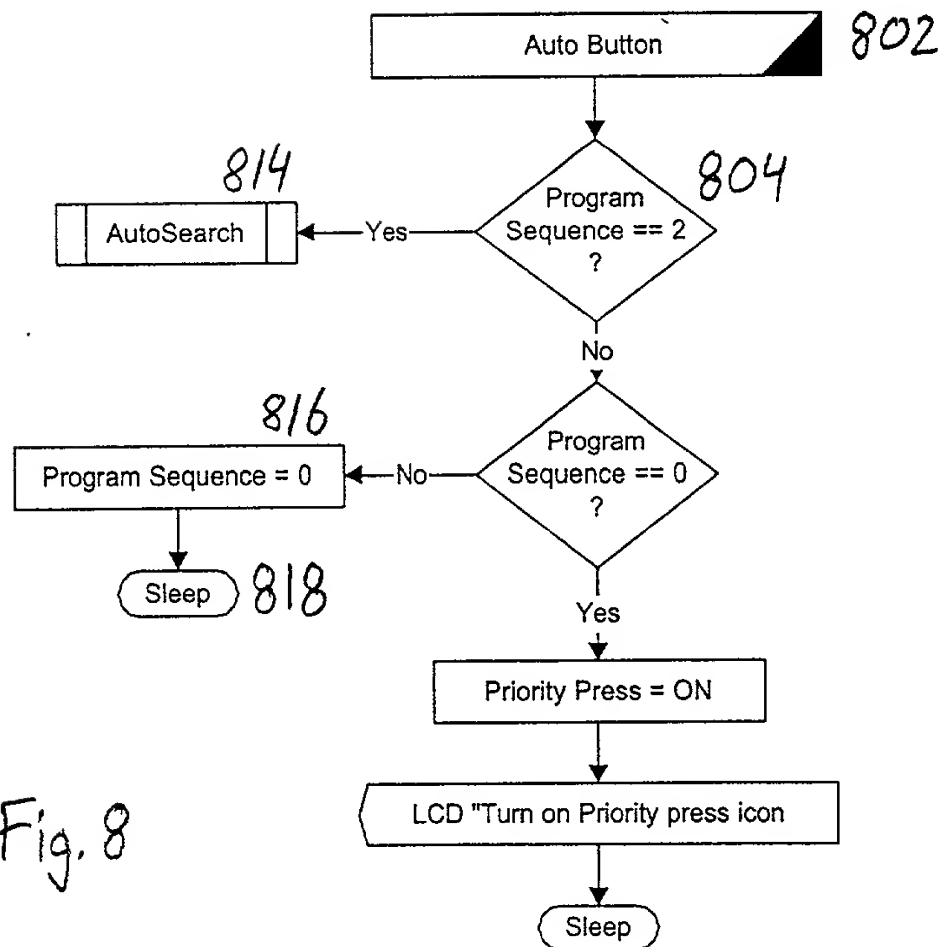 Auto Button
802
814
804
Program
Sequence == 2
?
AutoSearch
Yes
No
816
Program
Sequence == 0
?
Program Sequence = 0
No
Sleep
818
Yes
Priority Press = ON
LCD "Turn on Priority press icon
Fig. 8
Sleep